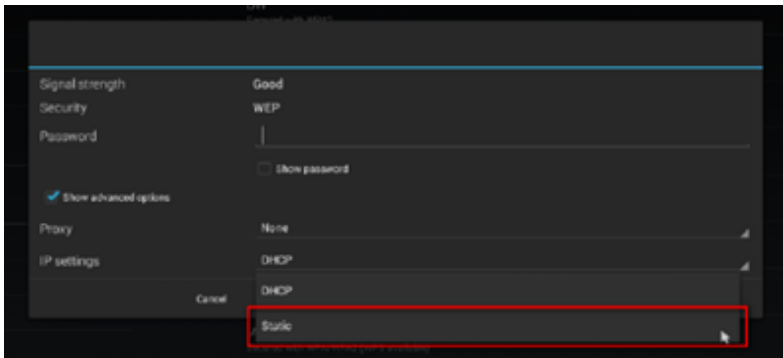 Signal strength Good
Security WEP
Password
Show password
Show advanced options
Proxy None
IP settings DHCP
DHCP
Cancel
Static